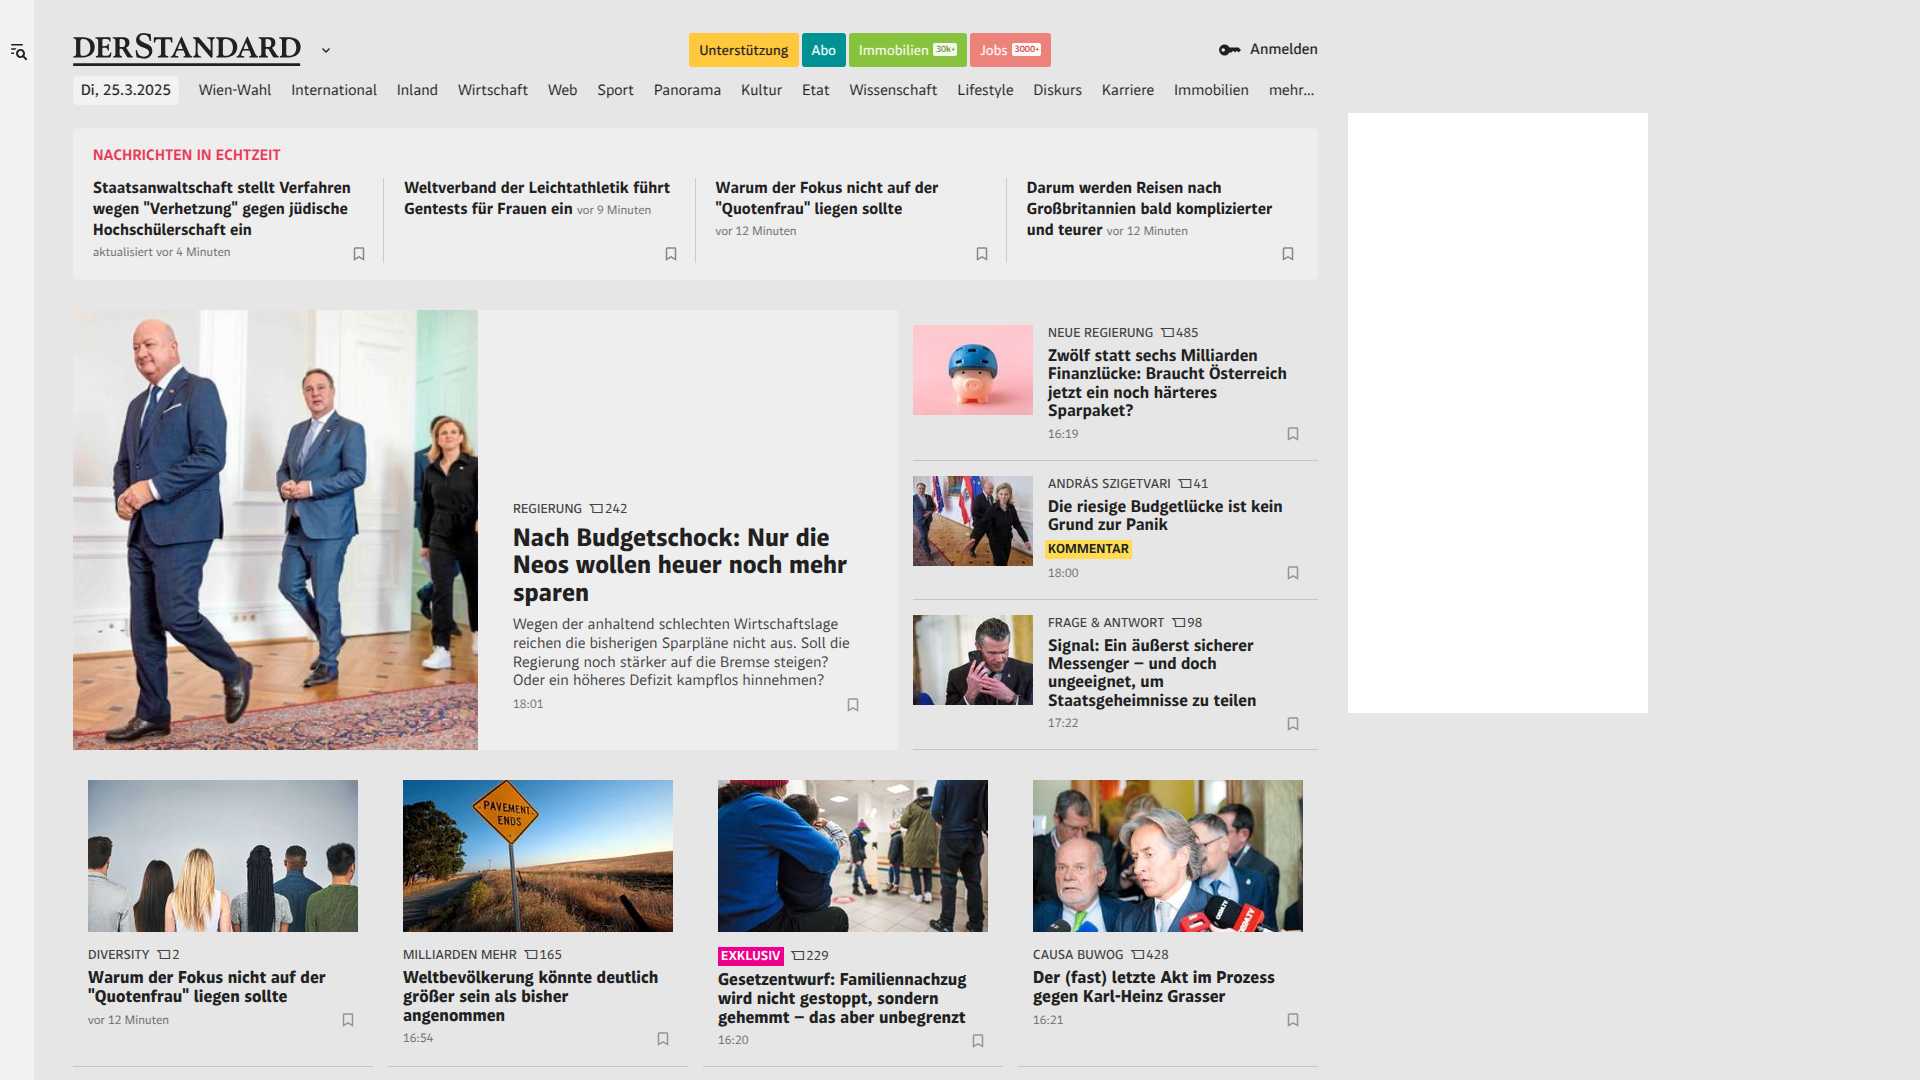 DERSTANDARD
Unterstützung
Abo
Immobilien 30k+
Jobs 3000+
Anmelden
Di, 25.3.2025
Wien-Wahl
International
Inland
Wirtschaft
Web
Sport
Panorama
Kultur
Etat
Wissenschaft
Lifestyle
Diskurs
Karriere
Immobilien
mehr...
NACHRICHTEN IN ECHTZEIT
Staatsanwaltschaft stellt Verfahren
wegen "Verhetzung" gegen jüdische
Hochschülerschaft ein
aktualisiert vor 4 Minuten
Weltverband der Leichtathletik führt
Gentests für Frauen ein vor 9 Minuten
Warum der Fokus nicht auf der
"Quotenfrau" liegen sollte
vor 12 Minuten
Darum werden Reisen nach
Großbritannien bald komplizierter
und teurer vor 12 Minuten
REGIERUNG 242
Nach Budgetschock: Nur die
Neos wollen heuer noch mehr
sparen
Wegen der anhaltend schlechten Wirtschaftslage
reichen die bisherigen Sparpläne nicht aus. Soll die
Regierung noch stärker auf die Bremse steigen?
Oder ein höheres Defizit kampflos hinnehmen?
18:01
NEUE REGIERUNG 485
Zwölf statt sechs Milliarden
Finanzlücke: Braucht Österreich
jetzt ein noch härteres
Sparpaket?
16:19
ANDRÁS SZIGETVARI 41
Die riesige Budgetlücke ist kein
Grund zur Panik
KOMMENTAR
18:00
FRAGE & ANTWORT 98
Signal: Ein äußerst sicherer
Messenger – und doch
ungeeignet, um
Staatsgeheimnisse zu teilen
17:22
DIVERSITY 2
Warum der Fokus nicht auf der
"Quotenfrau" liegen sollte
vor 12 Minuten
PAVEMENT
ENDS
MILLIARDEN MEHR 165
Weltbevölkerung könnte deutlich
größer sein als bisher
angenommen
16:54
EXKLUSIV 229
Gesetzentwurf: Familiennachzug
wird nicht gestoppt, sondern
gehemmt – das aber unbegrenzt
16:20
CAUSA BUWOG 428
Der (fast) letzte Akt im Prozess
gegen Karl-Heinz Grasser
16:21